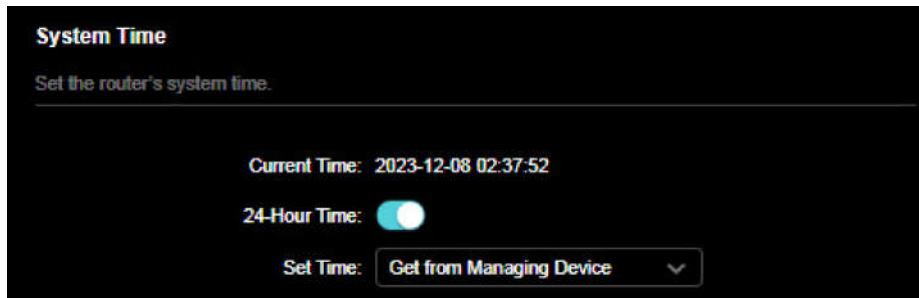 System Time
Set the router's system time.
Current Time: 2023-12-08 02:37:52
24-Hour Time:
Set Time: Get from Managing Device